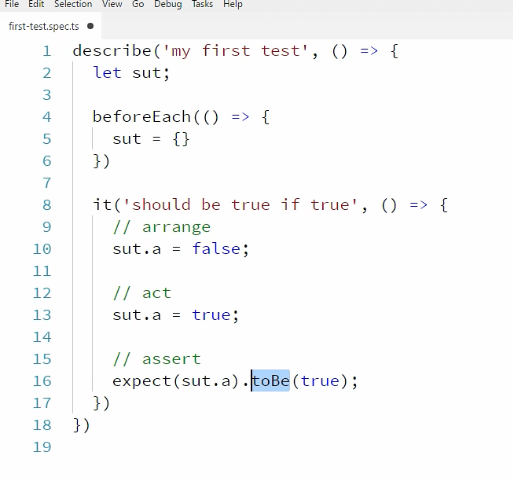 File Edit Selection View Go Debug Tasks Help
first-test.spec.ts
1 describe('my first test', () => {
2 let sut;
3
4 beforeEach(() => {
5 sut = {}
6 })
7
8 it('should be true if true', () => {
9 // arrange
10 sut.a = false;
11
12 // act
13 sut.a = true;
14
15 // assert
16 expect(sut.a).toBe(true);
17 })
18 })
19